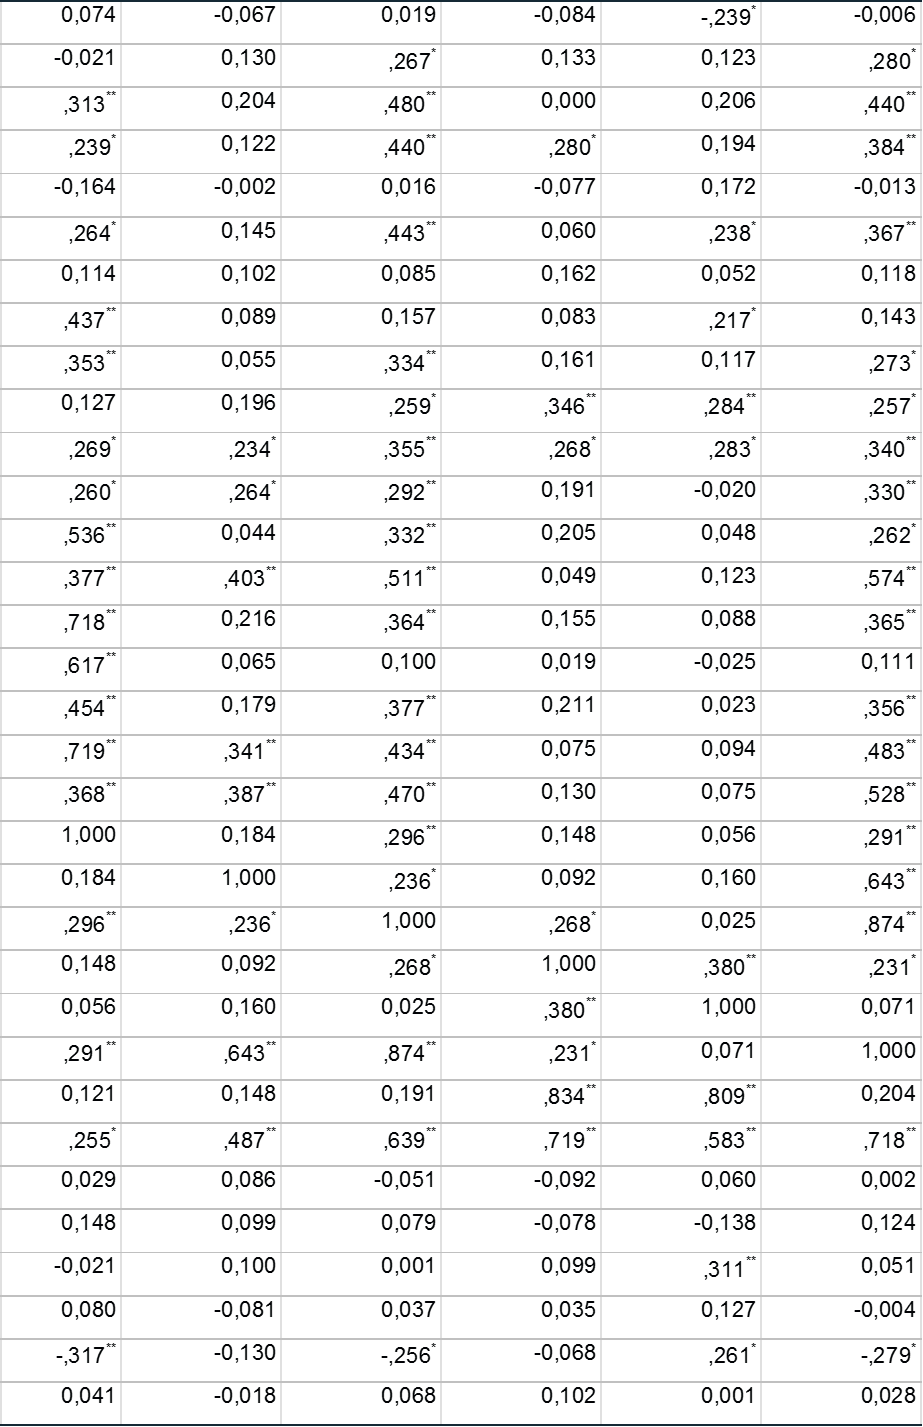 0,074 -0,067 0,019 -0,084 -,239* -0,006
-0,021 0,130 ,267* 0,133 0,123 ,280*
,313** 0,204 ,480** 0,000 0,206 ,440**
,239* 0,122 ,440** ,280* 0,194 ,384**
-0,164 -0,002 0,016 -0,077 0,172 -0,013
,264* 0,145 ,443** 0,060 ,238* ,367**
0,114 0,102 0,085 0,162 0,052 0,118
,437** 0,089 0,157 0,083 ,217* 0,143
,353** 0,055 ,334** 0,161 0,117 ,273*
0,127 0,196 ,259* ,346** ,284** ,257*
,269* ,234* ,355** ,268* ,283* ,340**
,260* ,264* ,292** 0,191 -0,020 ,330**
,536** 0,044 ,332** 0,205 0,048 ,262*
,377** ,403** ,511** 0,049 0,123 ,574**
,718** 0,216 ,364** 0,155 0,088 ,365**
,617** 0,065 0,100 0,019 -0,025 0,111
,454** 0,179 ,377** 0,211 0,023 ,356**
,719** ,341** ,434** 0,075 0,094 ,483**
,368** ,387** ,470** 0,130 0,075 ,528**
1,000 0,184 ,296** 0,148 0,056 ,291**
0,184 1,000 ,236* 0,092 0,160 ,643**
,296** ,236* 1,000 ,268* 0,025 ,874**
0,148 0,092 ,268* 1,000 ,380** ,231*
0,056 0,160 0,025 ,380** 1,000 0,071
,291** ,643** ,874** ,231* 0,071 1,000
0,121 0,148 0,191 ,834** ,809** 0,204
,255* ,487** ,639** ,719** ,583** ,718**
0,029 0,086 -0,051 -0,092 0,060 0,002
0,148 0,099 0,079 -0,078 -0,138 0,124
-0,021 0,100 0,001 0,099 ,311** 0,051
0,080 -0,081 0,037 0,035 0,127 -0,004
-,317** -0,130 -,256* -0,068 ,261* -,279*
0,041 -0,018 0,068 0,102 0,001 0,028